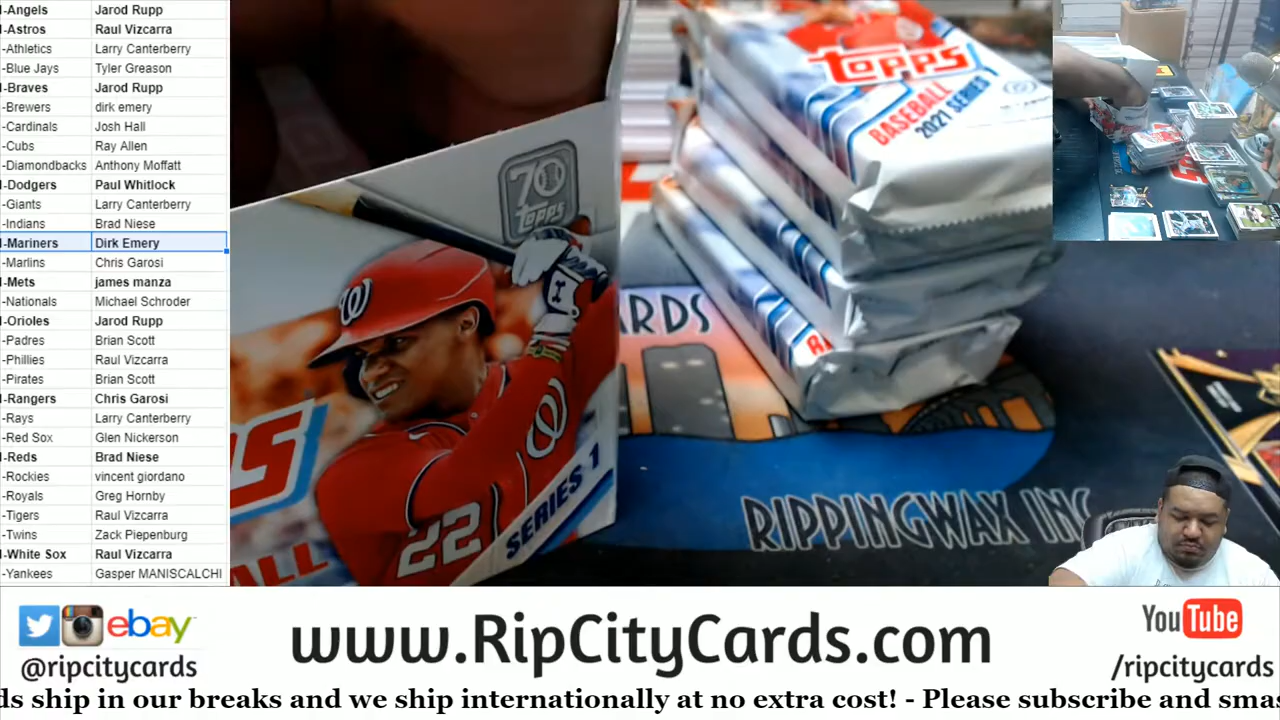 -Angels Jarod Rupp
-Astros Raul Vizcarra
-Athletics Larry Canterberry
-Blue Jays Tyler Greason
-Braves Jarod Rupp
-Brewers dirk emery
-Cardinals Josh Hall
-Cubs Ray Allen
-Diamondbacks Anthony Moffatt
-Dodgers Paul Whitlock
-Giants Larry Canterberry
-Indians Brad Niese
-Mariners Dirk Emery
-Marlins Chris Garosi
-Mets james manza
-Nationals Michael Schroder
-Orioles Jarod Rupp
-Padres Brian Scott
-Phillies Raul Vizcarra
-Pirates Brian Scott
-Rangers Chris Garosi
-Rays Larry Canterberry
-Red Sox Glen Nickerson
-Reds Brad Niese
-Rockies vincent giordano
-Royals Greg Hornby
-Tigers Raul Vizcarra
-Twins Zack Piepenburg
-White Sox Raul Vizcarra
-Yankees Gasper MANISCALCHI
70
TOPPS
W
W
22
SERIES 1
PS
ALL
topps
BASEBALL
2021 SERIES 1
ARDS
RIPPINGWAX INC
ebay
@ripcitycards
www.RipCityCards.com
YouTube
/ripcitycards
ds ship in our breaks and we ship internationally at no extra cost! - Please subscribe and smas